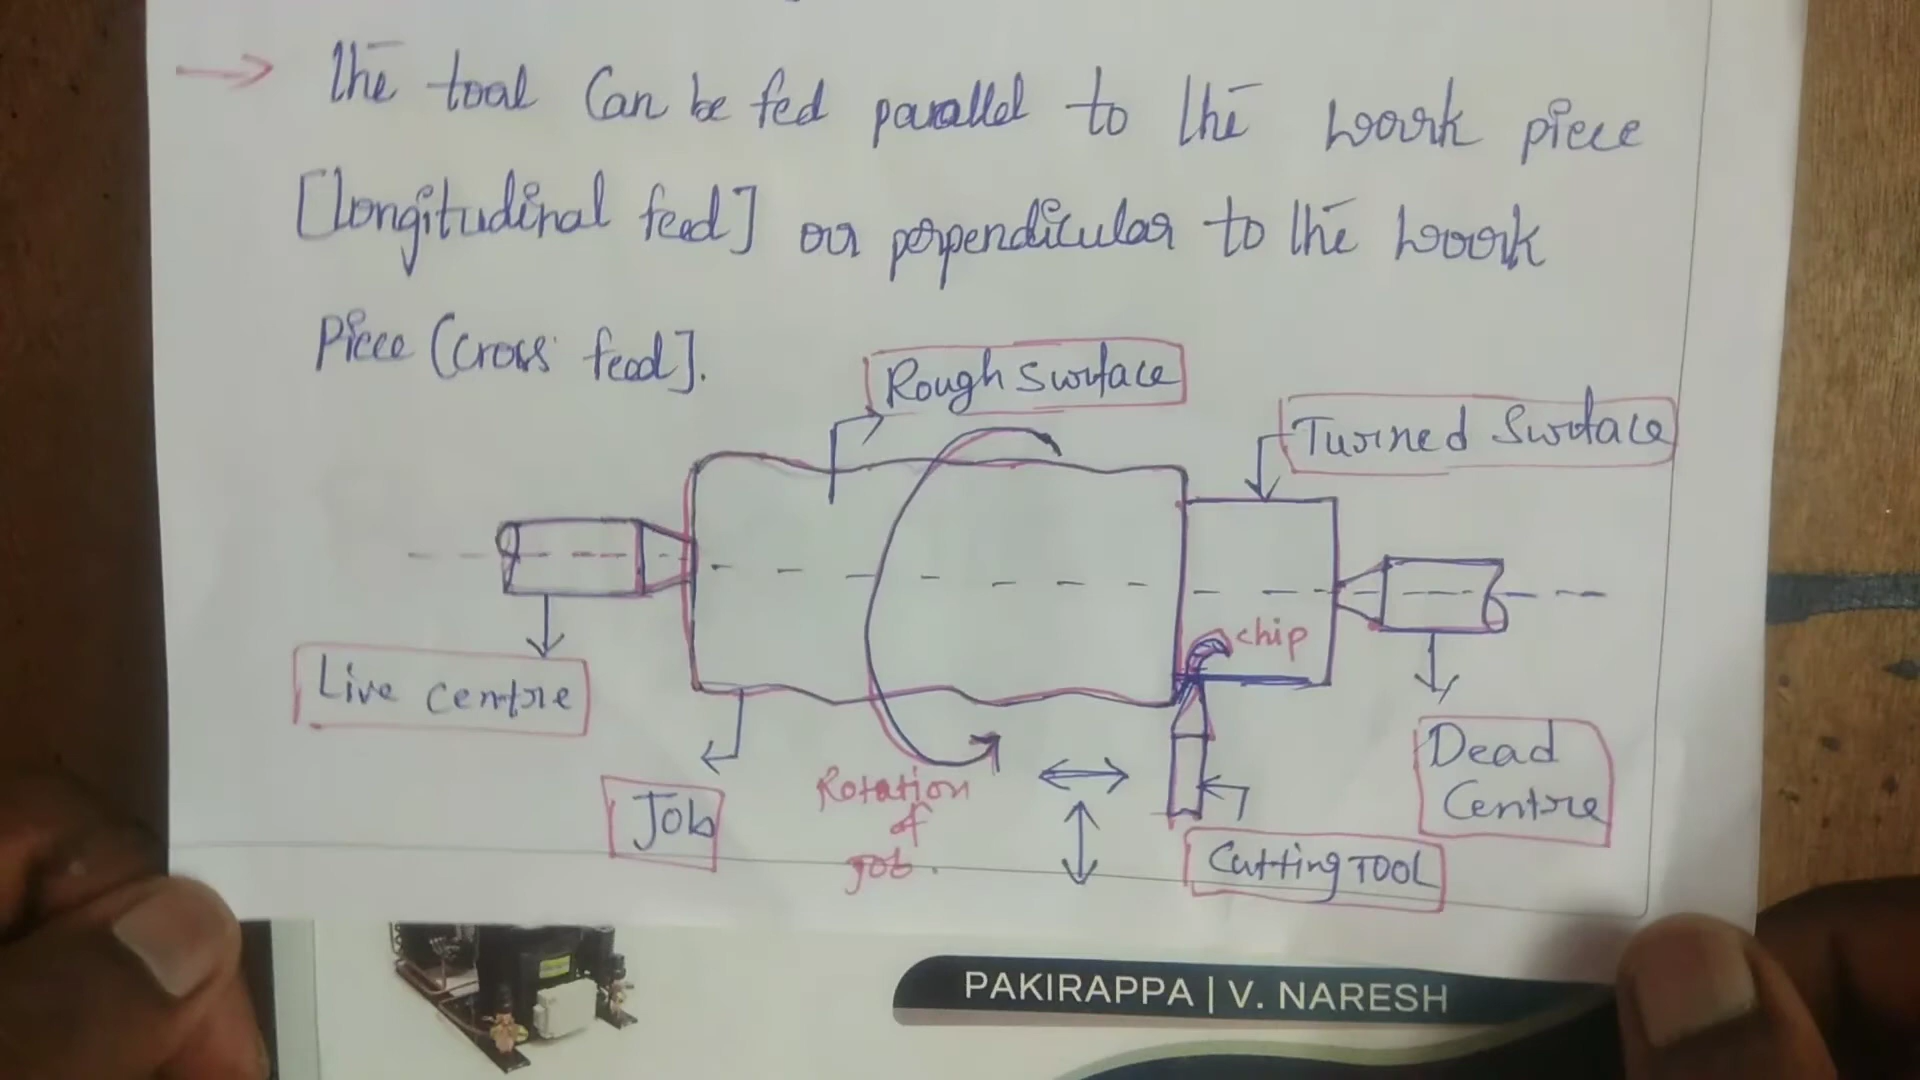 → The tool Can be fed parallel to the work piece
[longitudinal feed] or perpendicular to the work
Piece (cross feed].
Rough Surface
Turned Surface
chip
Live Centre
Dead
Centre
Job
Rotation
of
Job.
Cutting TOOL
PAKIRAPPA | V. NARESH